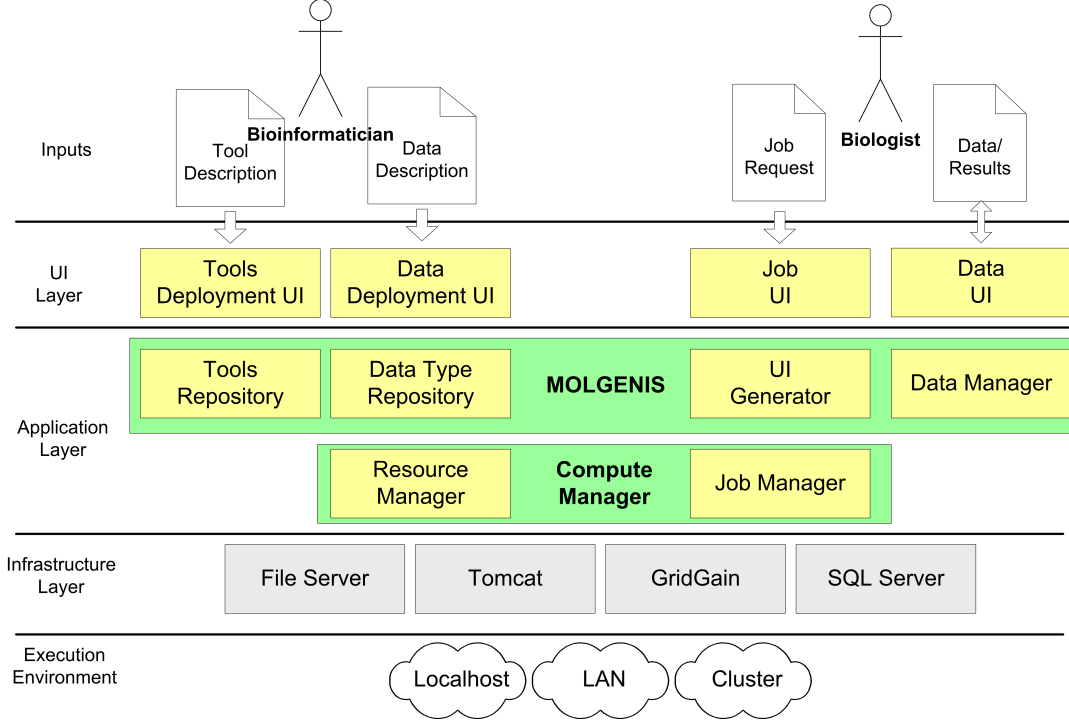 Inputs
Bioinformatician
Tool
Description
Data
Description
Job
Request
Biologist
Data/
Results
UI
Layer
Tools
Deployment UI
Data
Deployment UI
Job
UI
Data
UI
Application
Layer
Tools
Repository
Data Type
Repository
MOLGENIS
UI
Generator
Data Manager
Resource
Manager
Compute
Manager
Job Manager
Infrastructure
Layer
File Server
Tomcat
GridGain
SQL Server
Execution
Environment
Localhost
LAN
Cluster